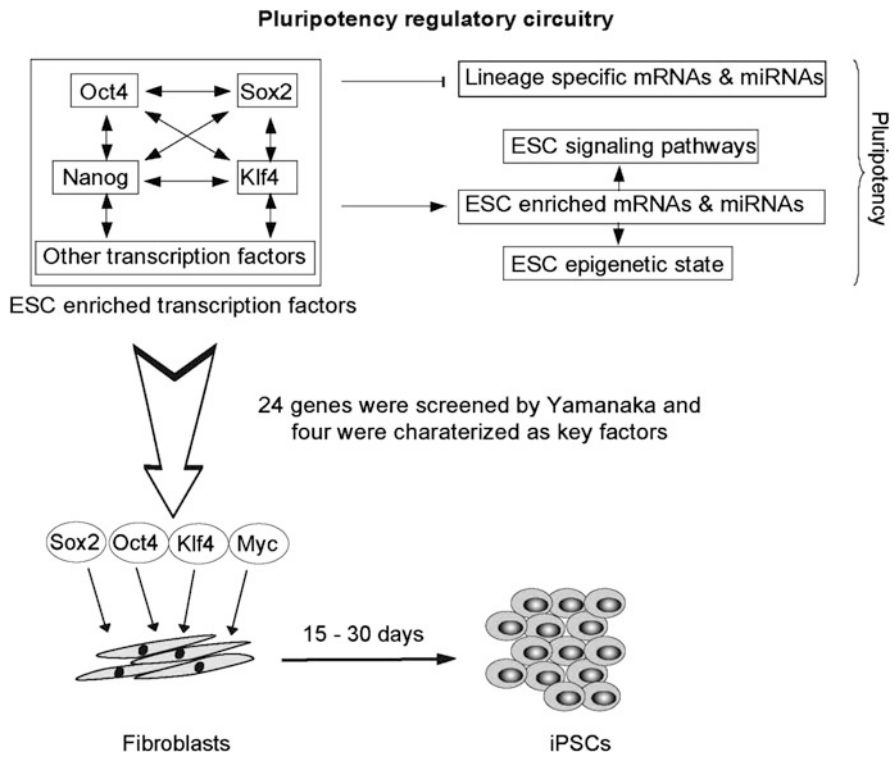 Pluripotency regulatory circuitry
Oct4
Sox2
Nanog
Klf4
Other transcription factors
ESC enriched transcription factors
Lineage specific mRNAs & miRNAs
ESC signaling pathways
ESC enriched mRNAs & miRNAs
ESC epigenetic state
Pluripotency
24 genes were screened by Yamanaka and
four were charaterized as key factors
Sox2
Oct4
Klf4
Myc
15 - 30 days
Fibroblasts
iPSCs